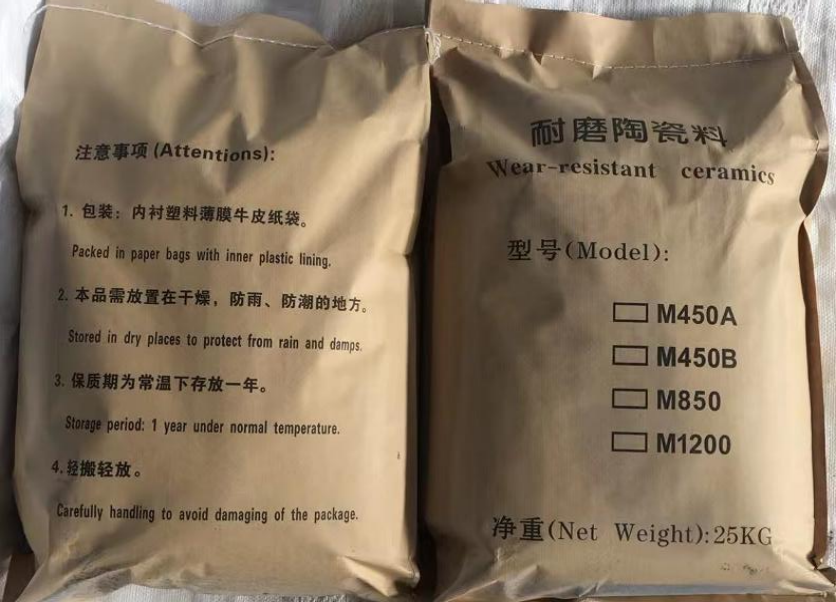 注意事项(Attentions):
1. 包装：内衬塑料薄膜牛皮纸袋。
Packed in paper bags with inner plastic lining.
2. 本品需放置在干燥，防雨、防潮的地方。
Stored in dry places to protect from rain and damps.
3. 保质期为常温下存放一年。
Storage period: 1 year under normal temperature.
4.轻搬轻放。
Carefully handling to avoid damaging of the package.
耐磨陶瓷料
Wear-resistant ceramics
型号(Model):
M450A
M450B
M850
M1200
净重(Net Weight):25KG